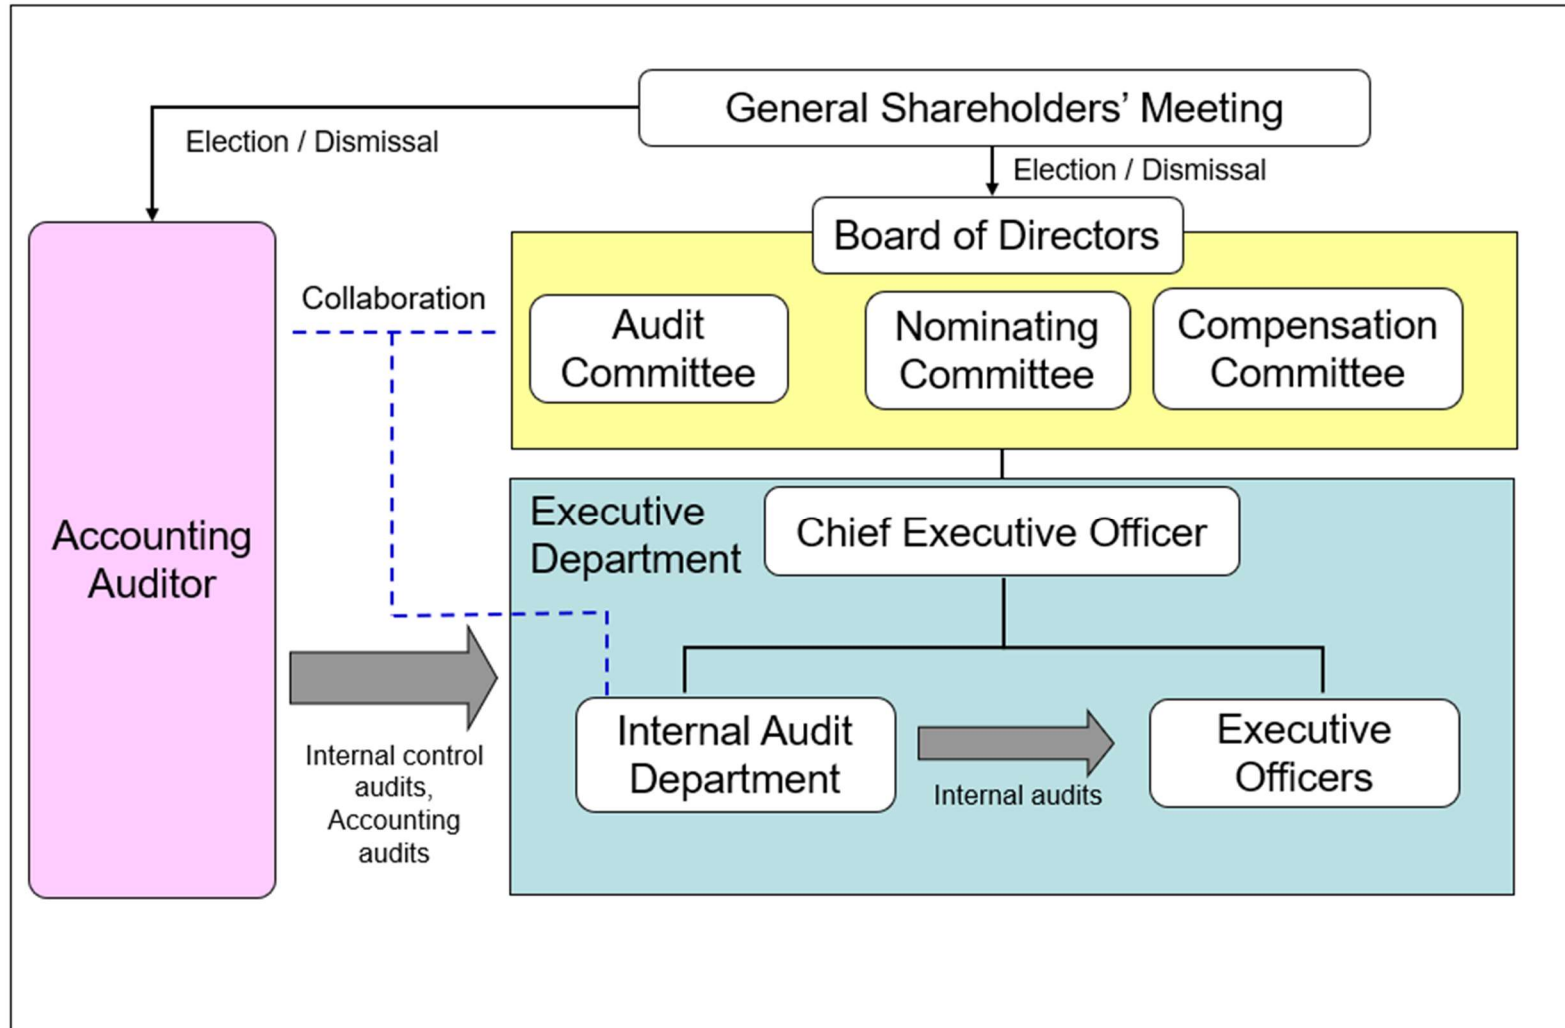 General Shareholders’ Meeting
Election / Dismissal
Election / Dismissal
Board of Directors
Collaboration
Audit
Committee
Nominating
Committee
Compensation
Committee
Accounting
Auditor
Executive
Department
Chief Executive Officer
Internal control
audits,
Accounting
audits
Internal Audit
Department
Internal audits
Executive
Officers